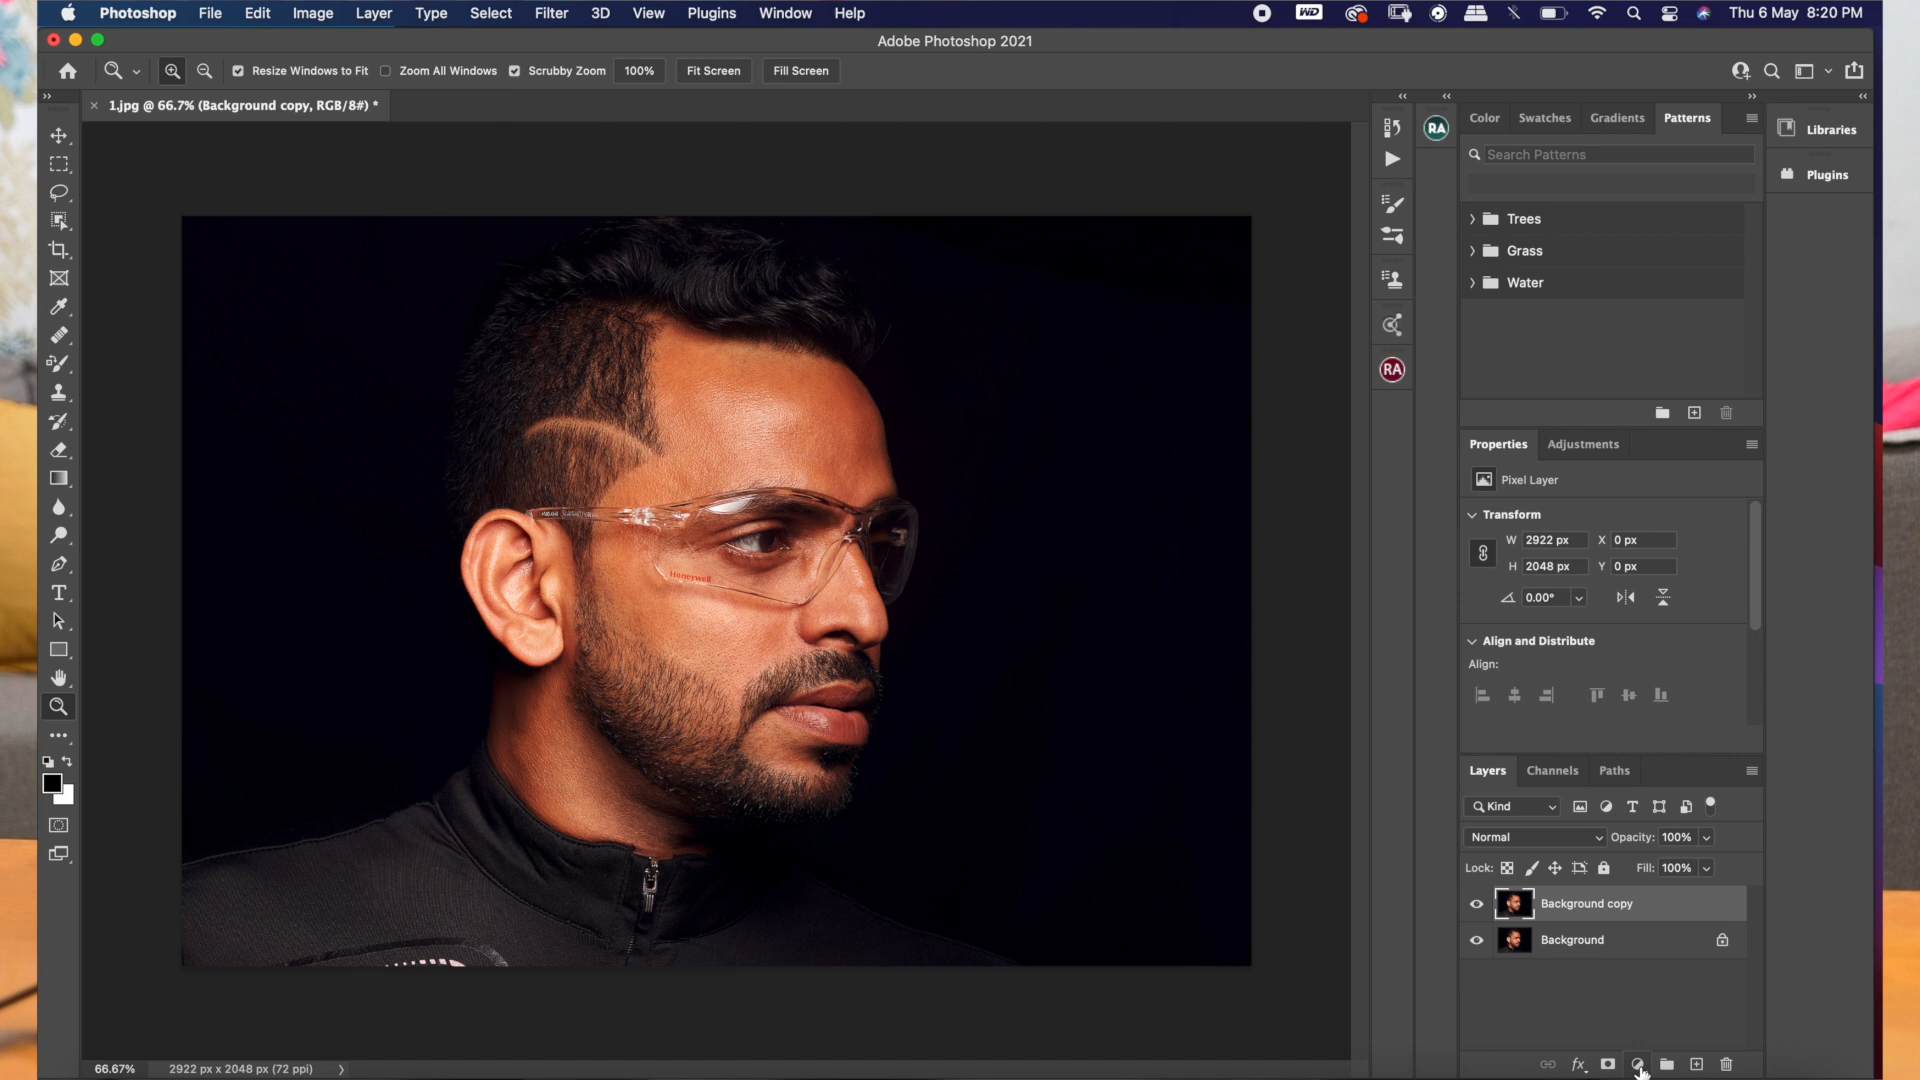 Photoshop File Edit Image Layer Type Select Filter 3D View Plugins Window Help WD Thu 6 May 8:20 PM
Adobe Photoshop 2021
Resize Windows to Fit Zoom All Windows Scrubby Zoom 100% Fit Screen Fill Screen
1.jpg @ 66.7% (Background copy, RGB/8#) *
Color Swatches Gradients Patterns
RA
Libraries
Search Patterns
Plugins
Trees
Grass
Water
RA
Properties Adjustments
Pixel Layer
Transform
W 2922 px X 0 px
H 2048 px Y 0 px
0.00°
Honeywell
Align and Distribute
Align:
Layers Channels Paths
Kind
Normal Opacity: 100%
Lock: Fill: 100%
Background copy
Background
66.67% 2922 px x 2048 px (72 ppi)
fx